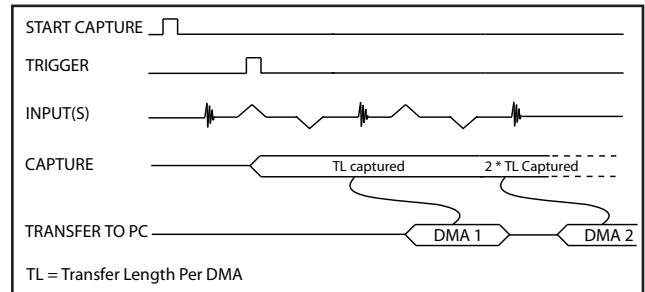 START CAPTURE
TRIGGER
INPUT(S)
CAPTURE
TL captured
2 * TL Captured
TRANSFER TO PC
DMA 1
DMA 2
TL = Transfer Length Per DMA